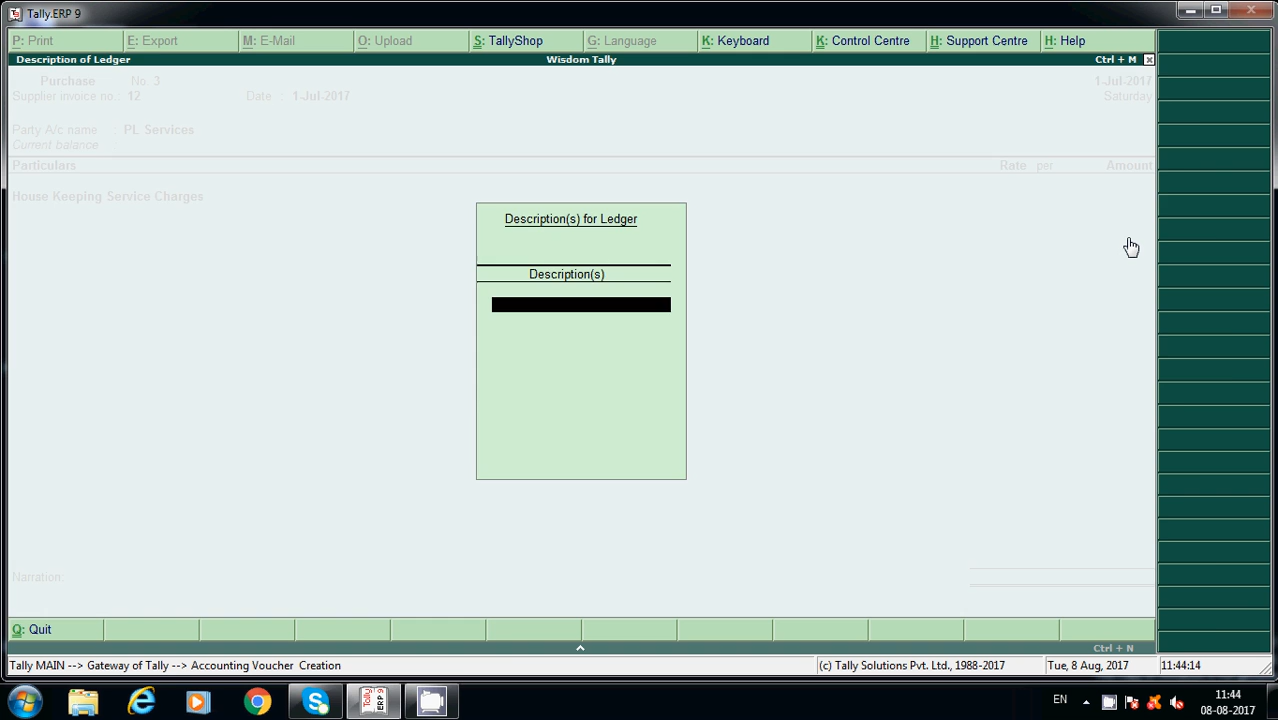 Tally.ERP 9
P: Print E: Export M: E-Mail O: Upload S: TallyShop G: Language K: Keyboard K: Control Centre H: Support Centre H: Help
Description of Ledger Wisdom Tally Ctrl + M
Purchase No. 3 1-Jul-2017
Supplier invoice no.: 12 Date : 1-Jul-2017 Saturday
Party A/c name : PL Services
Current balance
Particulars Rate per Amount
House Keeping Service Charges
Description(s) for Ledger
Description(s)
Narration:
Q: Quit
Ctrl + N
Tally MAIN --> Gateway of Tally --> Accounting Voucher Creation (c) Tally Solutions Pvt. Ltd., 1988-2017 Tue, 8 Aug, 2017 11:44:14
EN 11:44
08-08-2017